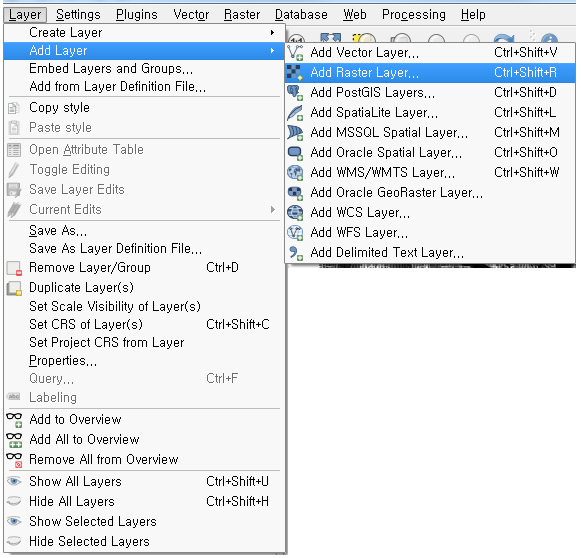 Layer Settings Plugins Vector Raster Database Web Processing Help
Create Layer
Add Layer
Embed Layers and Groups...
Add from Layer Definition File...
Copy style
Paste style
Open Attribute Table
Toggle Editing
Save Layer Edits
Current Edits
Save As...
Save As Layer Definition File...
Remove Layer/Group Ctrl+D
Duplicate Layer(s)
Set Scale Visibility of Layer(s)
Set CRS of Layer(s) Ctrl+Shift+C
Set Project CRS from Layer
Properties...
Query... Ctrl+F
Labeling
Add to Overview
Add All to Overview
Remove All from Overview
Show All Layers Ctrl+Shift+U
Hide All Layers Ctrl+Shift+H
Show Selected Layers
Hide Selected Layers
Add Vector Layer... Ctrl+Shift+V
Add Raster Layer... Ctrl+Shift+R
Add PostGIS Layers... Ctrl+Shift+D
Add SpatiaLite Layer... Ctrl+Shift+L
Add MSSQL Spatial Layer... Ctrl+Shift+M
Add Oracle Spatial Layer... Ctrl+Shift+O
Add WMS/WMTS Layer... Ctrl+Shift+W
Add Oracle GeoRaster Layer...
Add WCS Layer...
Add WFS Layer...
Add Delimited Text Layer...